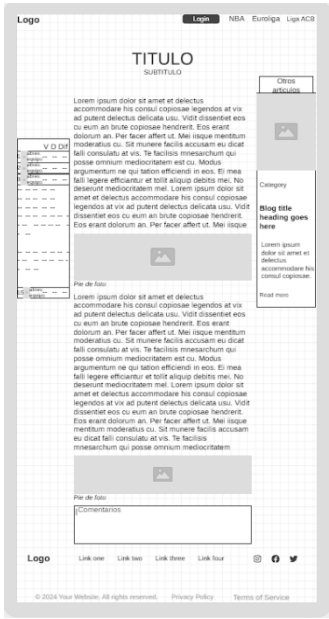 Logo
Login NBA Euroliga Liga ACB
TITULO
SUBTITULO
Otros
articulos
Lorem ipsum dolor sit amet et delectus
accommodare his consul copiosae legendos at vix
ad putent delectus delicata usu. Vidit dissentiet eos
cu eum an brute copiosae hendrerit. Eos erant
dolorum an. Per facer affert ut. Mei iisque mentitum
moderatius cu. Sit munere facilis accusam eu dicat
falli consulatu at vis. Te facilisis mnesarchum qui
posse omnium mediocritatem est cu. Modus
argumentum ne qui tation efficiandi in eos. Ei mea
falli legere efficiantur et tollit aliquip debitis mei. No
deserunt mediocritatem mel. Lorem ipsum dolor sit
amet et delectus accommodare his consul copiosae
legendos at vix ad putent delectus delicata usu. Vidit
dissentiet eos cu eum an brute copiosae hendrerit.
Eos erant dolorum an. Per facer affert ut. Mei iisque
V D Dif
Category
Blog title
heading goes
here
Lorem ipsum
dolor sit amet et
delectus
accommodare his
consul copiosae.
Read more
Pie de foto
Lorem ipsum dolor sit amet et delectus
accommodare his consul copiosae legendos at vix
ad putent delectus delicata usu. Vidit dissentiet eos
cu eum an brute copiosae hendrerit. Eos erant
dolorum an. Per facer affert ut. Mei iisque mentitum
moderatius cu. Sit munere facilis accusam eu dicat
falli consulatu at vis. Te facilisis mnesarchum qui
posse omnium mediocritatem est cu. Modus
argumentum ne qui tation efficiandi in eos. Ei mea
falli legere efficiantur et tollit aliquip debitis mei. No
deserunt mediocritatem mel. Lorem ipsum dolor sit
amet et delectus accommodare his consul copiosae
legendos at vix ad putent delectus delicata usu. Vidit
dissentiet eos cu eum an brute copiosae hendrerit.
Eos erant dolorum an. Per facer affert ut. Mei iisque
mentitum moderatius cu. Sit munere facilis accusam
eu dicat falli consulatu at vis. Te facilisis
mnesarchum qui posse omnium mediocritatem
Pie de foto
Comentarios
Logo Link one Link two Link three Link four
© 2024 Your Website. All rights reserved. Privacy Policy Terms of Service